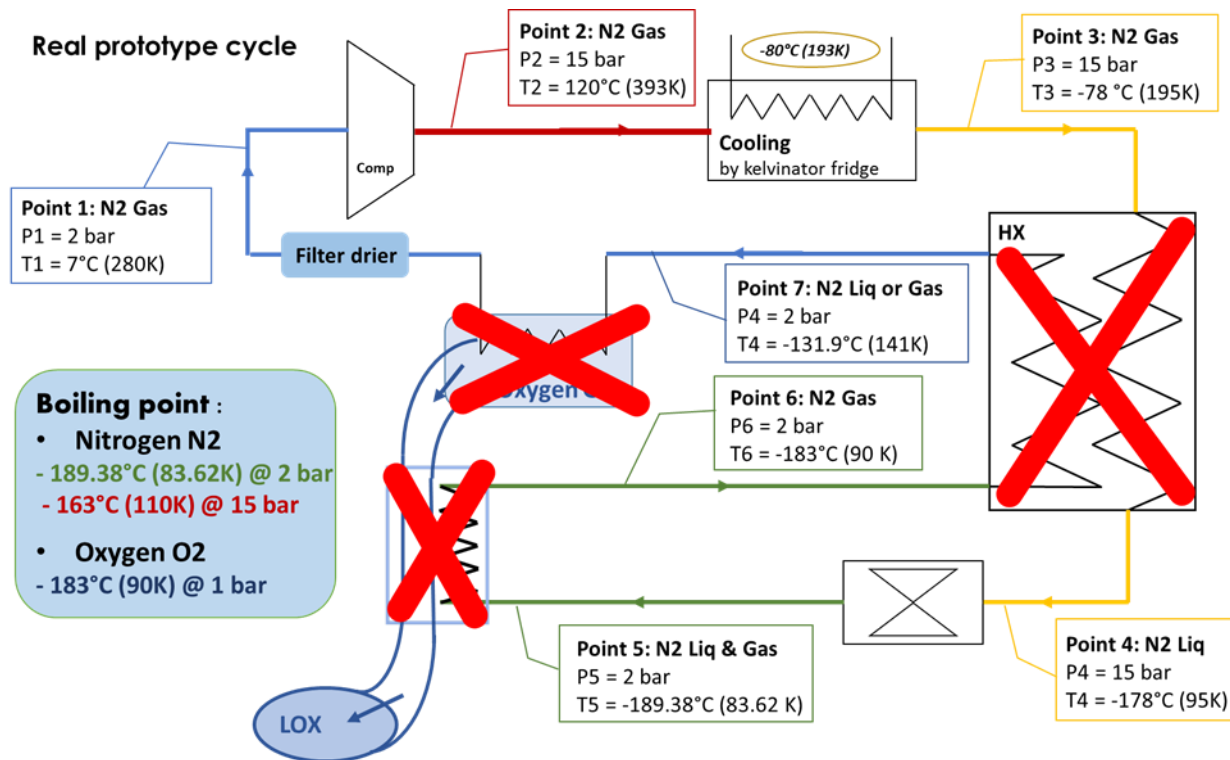 Real prototype cycle
Point 2: N2 Gas
P2 = 15 bar
T2 = 120°C (393K)
-80°C (193K)
Cooling
by kelvinator fridge
Point 3: N2 Gas
P3 = 15 bar
T3 = -78 °C (195K)
Comp
Point 1: N2 Gas
P1 = 2 bar
T1 = 7°C (280K)
Filter drier
HX
Point 7: N2 Liq or Gas
P4 = 2 bar
T4 = -131.9°C (141K)
Boiling point :
• Nitrogen N2
- 189.38°C (83.62K) @ 2 bar
- 163°C (110K) @ 15 bar
• Oxygen O2
- 183°C (90K) @ 1 bar
Point 6: N2 Gas
P6 = 2 bar
T6 = -183°C (90 K)
Point 5: N2 Liq & Gas
P5 = 2 bar
T5 = -189.38°C (83.62 K)
Point 4: N2 Liq
P4 = 15 bar
T4 = -178°C (95K)
LOX